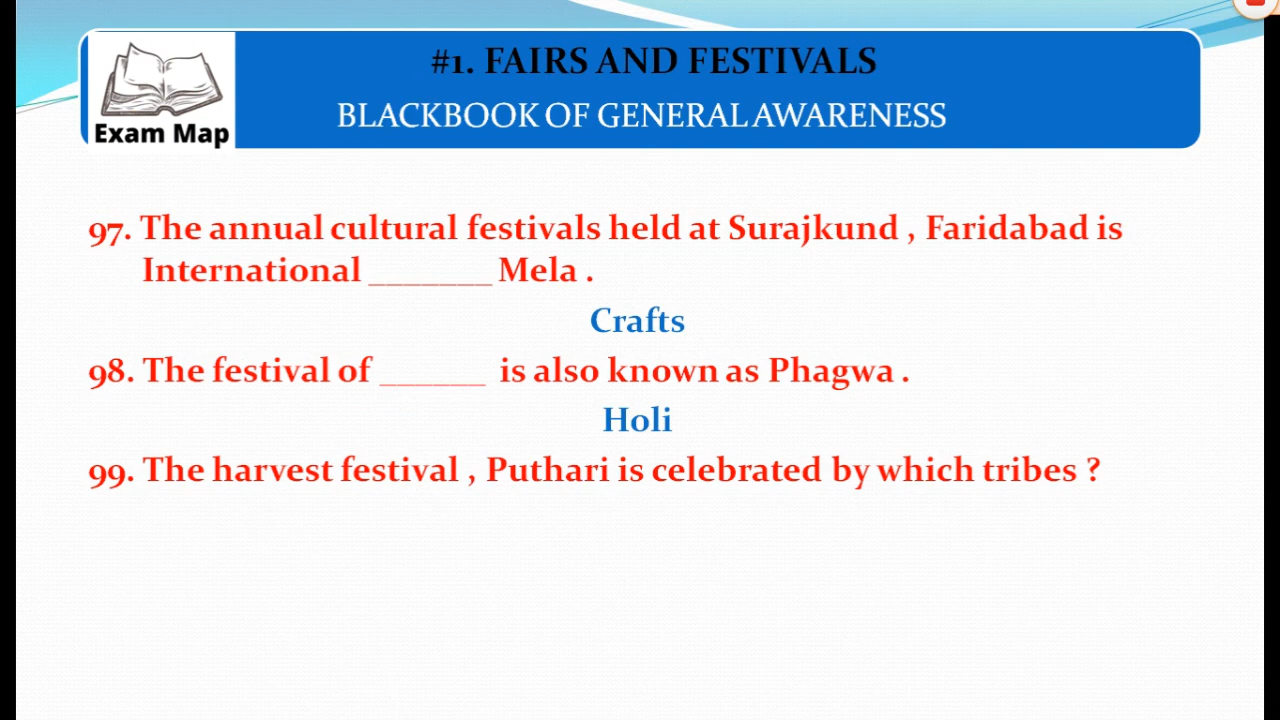 #1. FAIRS AND FESTIVALS
BLACKBOOK OF GENERAL AWARENESS
Exam Map
97. The annual cultural festivals held at Surajkund , Faridabad is
International _______ Mela .
Crafts
98. The festival of ______ is also known as Phagwa .
Holi
99. The harvest festival , Puthari is celebrated by which tribes ?